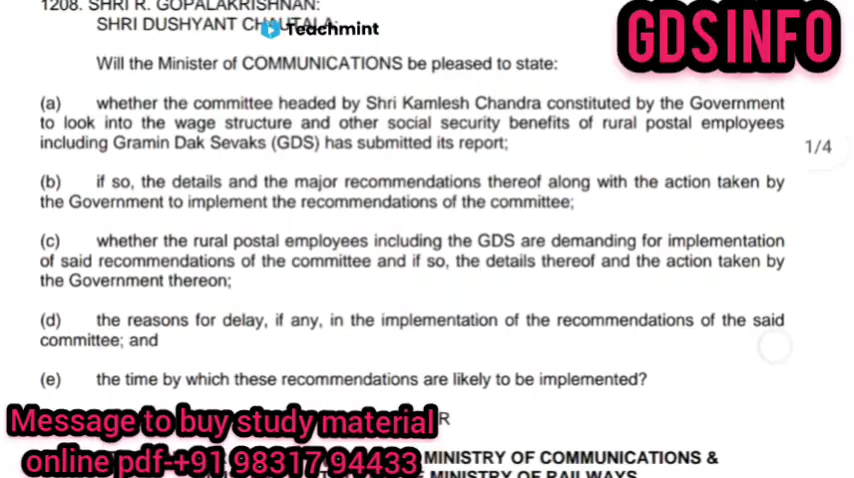 1208. SHRI R. GOPALAKRISHNAN:
SHRI DUSHYANT CHAUTALA:
Teachmint
GDS INFO
Will the Minister of COMMUNICATIONS be pleased to state:
(a) whether the committee headed by Shri Kamlesh Chandra constituted by the Government
to look into the wage structure and other social security benefits of rural postal employees
including Gramin Dak Sevaks (GDS) has submitted its report;
1/4
(b) if so, the details and the major recommendations thereof along with the action taken by
the Government to implement the recommendations of the committee;
(c) whether the rural postal employees including the GDS are demanding for implementation
of said recommendations of the committee and if so, the details thereof and the action taken by
the Government thereon;
(d) the reasons for delay, if any, in the implementation of the recommendations of the said
committee; and
(e) the time by which these recommendations are likely to be implemented?
Message to buy study material
online pdf-+91 98317 94433
MINISTRY OF COMMUNICATIONS &
MINISTRY OF RAILWAYS